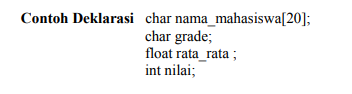 Contoh Deklarasi char nama_mahasiswa[20];
char grade;
float rata_rata ;
int nilai;